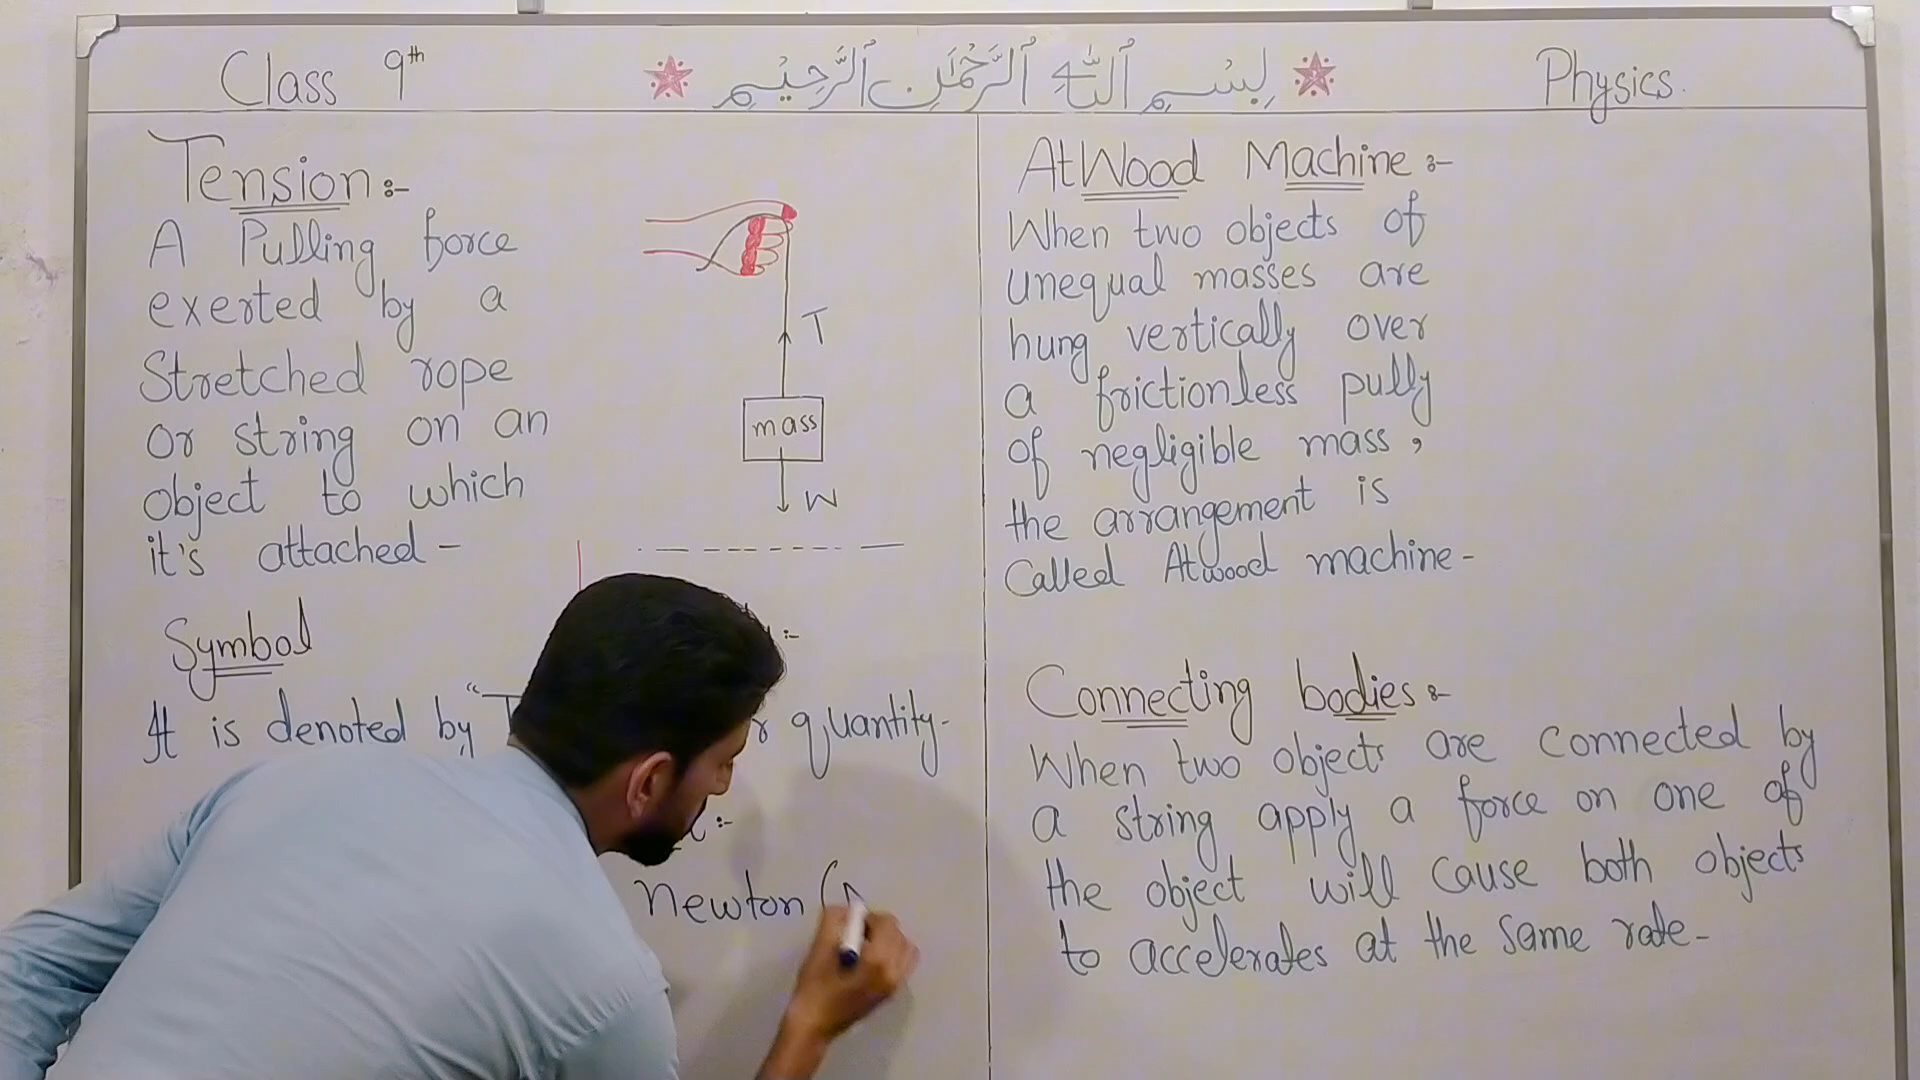 Class 9th
بِسْمِ ٱللَّٰهِ ٱلرَّحْمَٰنِ ٱلرَّحِيْمِ
Physics.
Tension:-
A Pulling force
exerted by a
Stretched rope
Or string on an
object to which
it's attached-
T
mass
W
Symbol
It is denoted by "T
quantity-
Newton (
AtWood Machine:-
When two objects of
unequal masses are
hung vertically over
a frictionless pully
of negligible mass,
the arrangement is
Called Atwood machine-
Connecting bodies:-
When two objects are connected by
a string apply a force on one of
the object will cause both objects
to accelerates at the same rate-